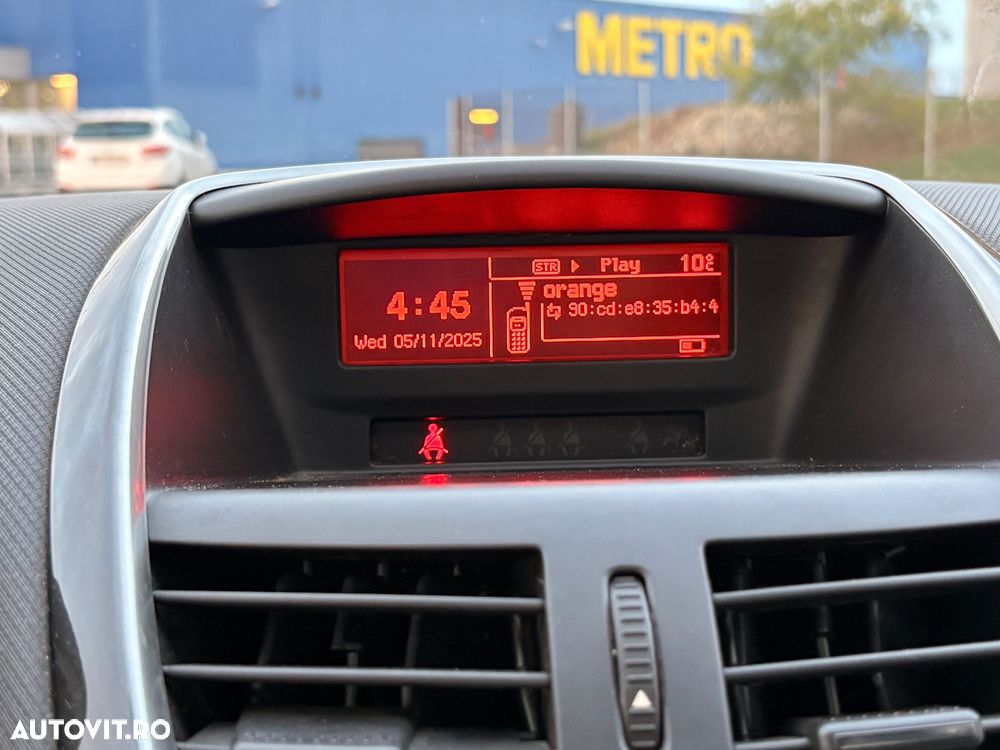 METRO
STR Play 10°C
4:45
orange
90:cd:e8:35:b4:4
Wed 05/11/2025
AUTOVIT.RO